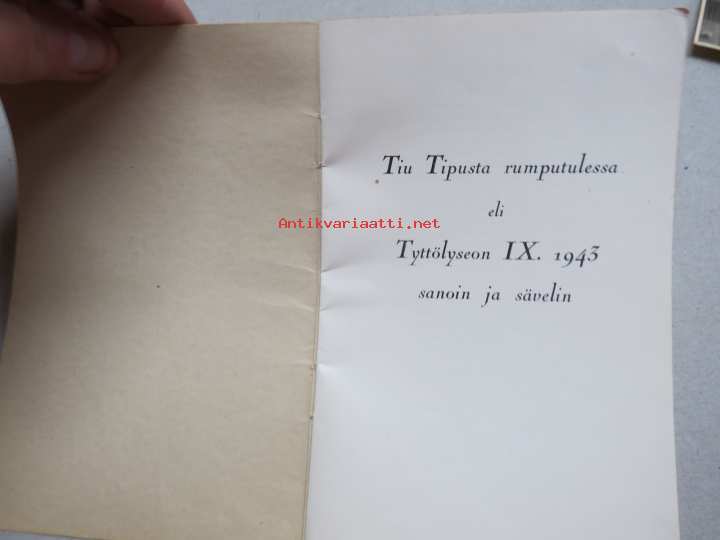 Tiu Tipusta rumputulessa
eli
Antikvariaatti.net
Tyttölyseon IX. 1943
sanoin ja sävelin